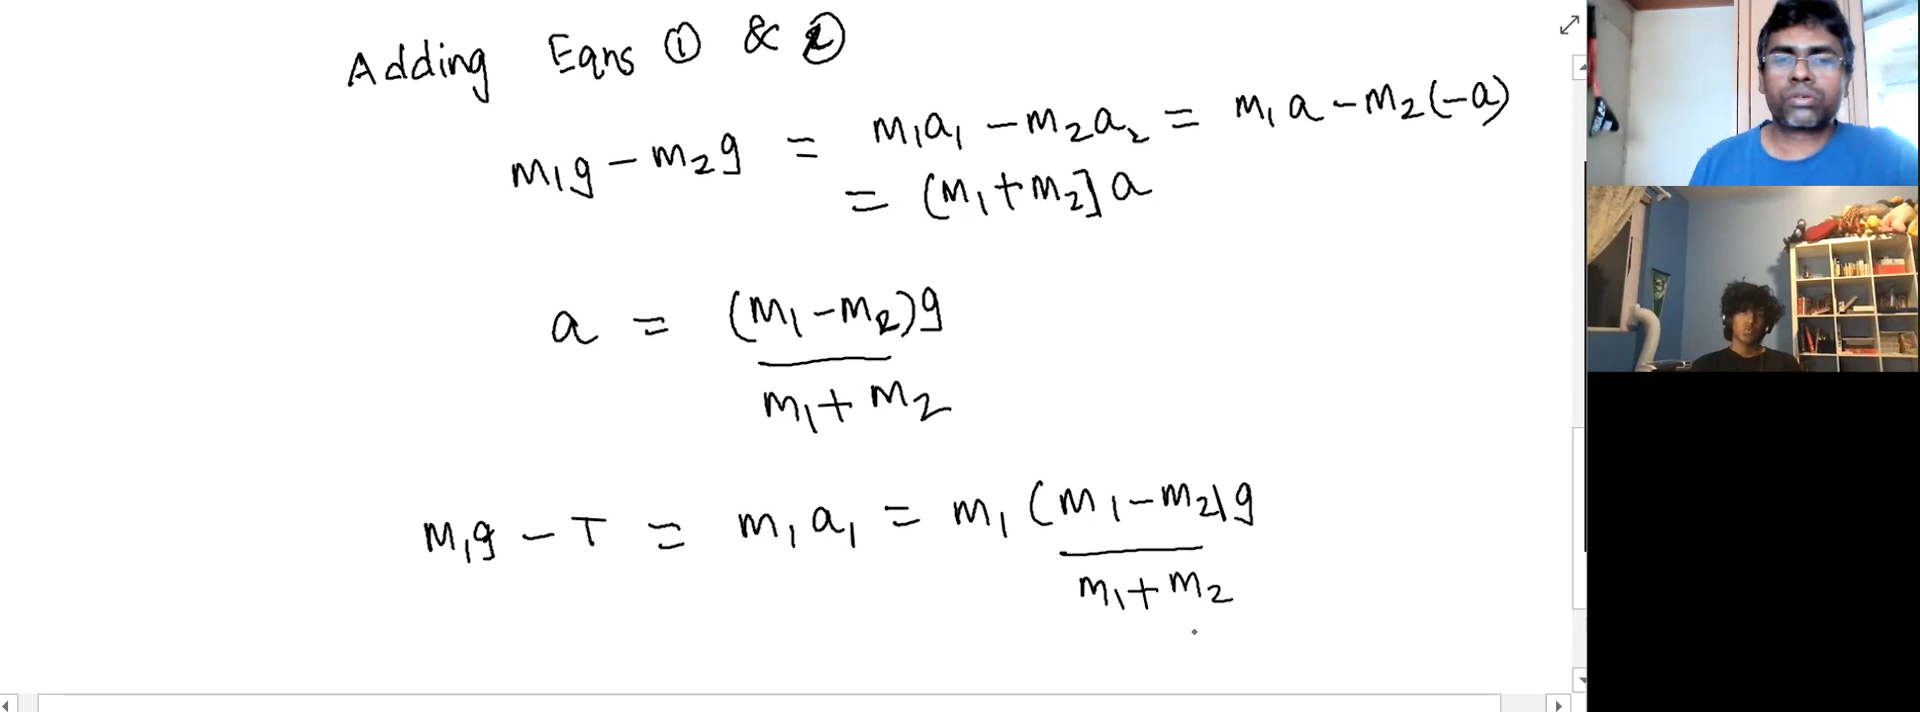 Adding Eqns ① & ②
m₁g - m₂g = m₁a₁ - m₂a₂ = m₁a - m₂(-a)
= (m₁+m₂]a
a = (m₁-m₂)g
m₁+m₂
m₁g - T = m₁a₁ = m₁(m₁-m₂)g
m₁+m₂